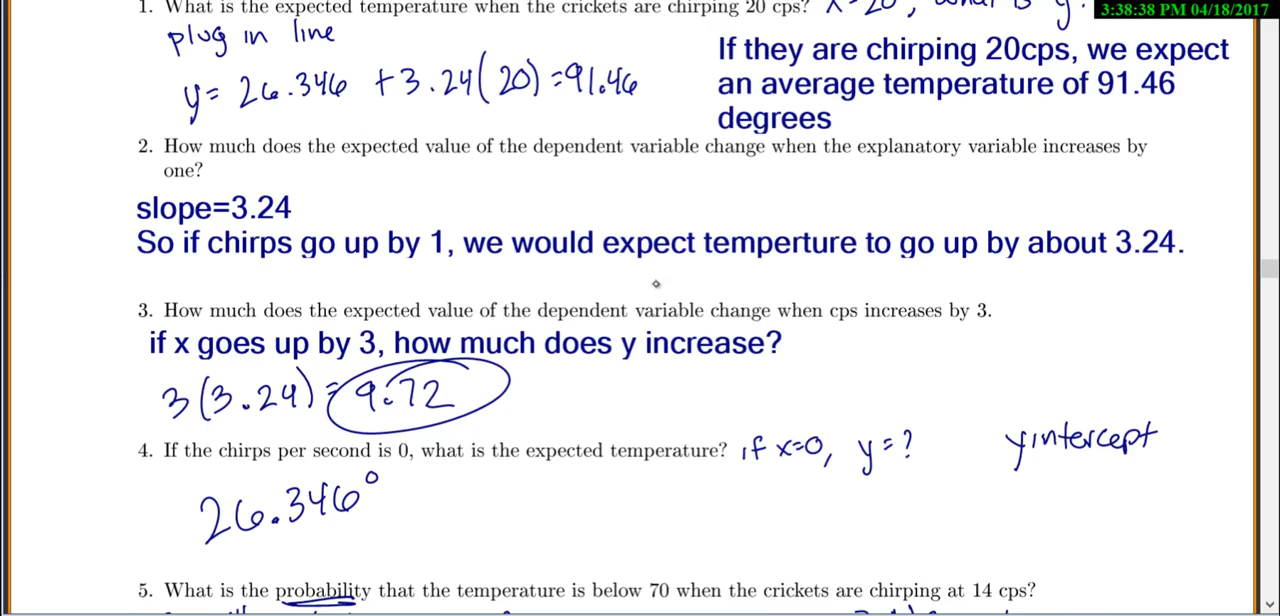 1. What is the expected temperature when the crickets are chirping 20 cps? x=20, what is y
3:38:38 PM 04/18/2017
plug in line
y= 26.346 +3.24(20)=91.46
If they are chirping 20cps, we expect
an average temperature of 91.46
degrees
2. How much does the expected value of the dependent variable change when the explanatory variable increases by
one?
slope=3.24
So if chirps go up by 1, we would expect temperture to go up by about 3.24.
3. How much does the expected value of the dependent variable change when cps increases by 3.
if x goes up by 3, how much does y increase?
3(3.24)=9.72
4. If the chirps per second is 0, what is the expected temperature? if x=0, y=? yintercept
26.346°
5. What is the probability that the temperature is below 70 when the crickets are chirping at 14 cps?